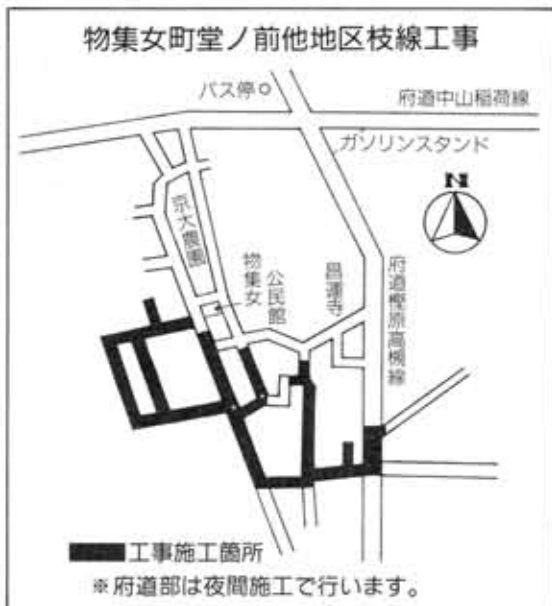 物集女町堂ノ前他地区枝線工事
バス停
府道中山稲荷線
ガソリンスタンド
N
京大農園
物集女
公民館
昌運寺
府道樫原高槻線
工事施工箇所
※府道部は夜間施工で行います。